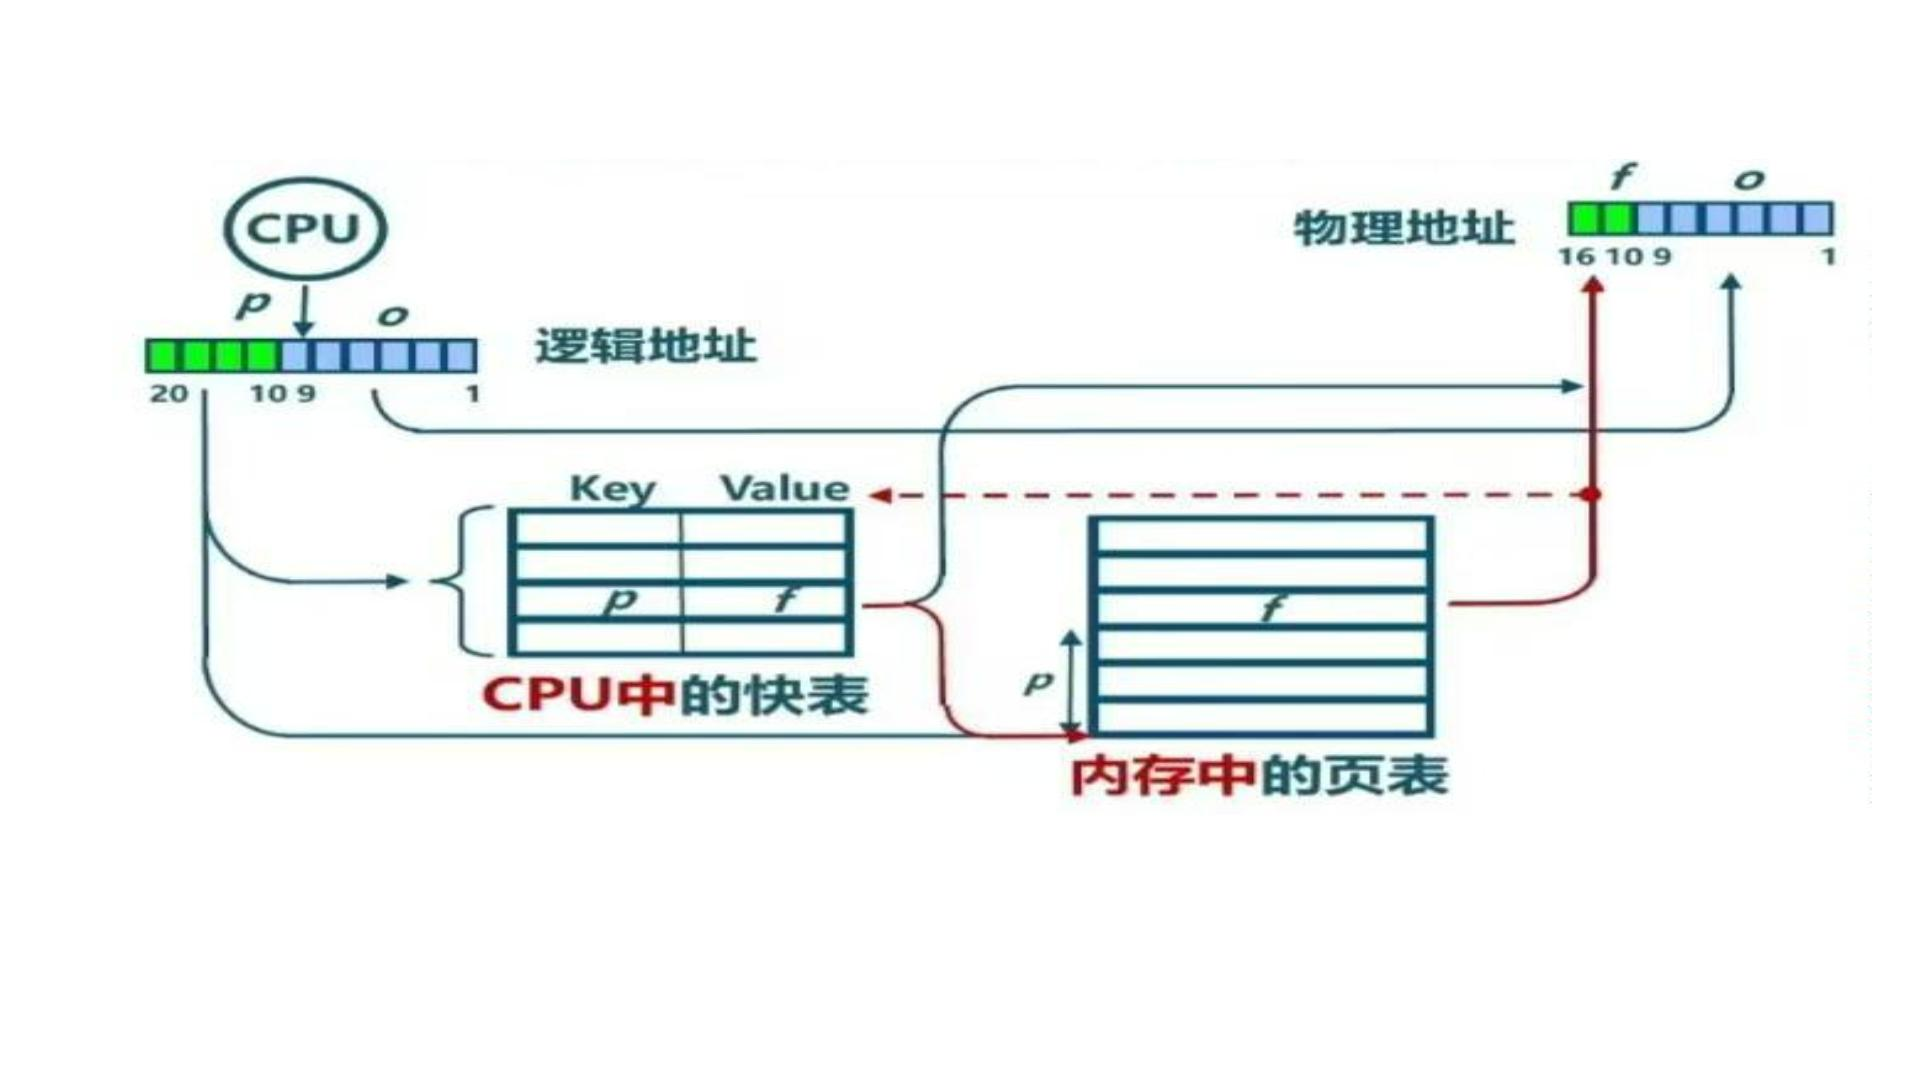 CPU
p o
逻辑地址
20 10 9 1
f o
物理地址
16 10 9 1
Key Value
p f
CPU中的快表
f
p
内存中的页表